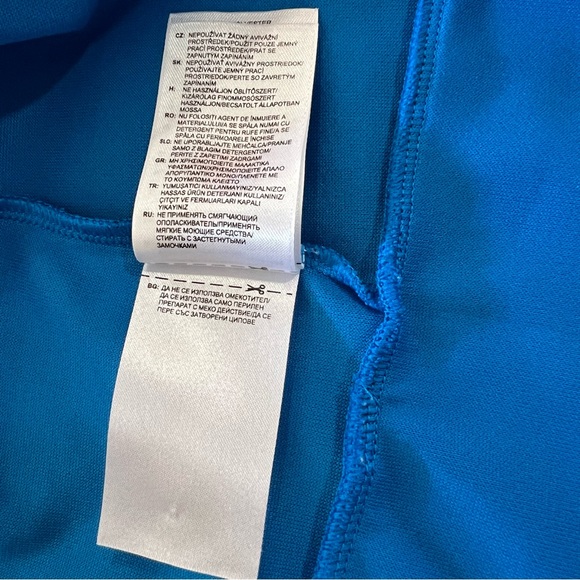 CZ: NEPOUŽÍVAT ŽÁDNÝ AVIVÁŽNÍ
PROSTŘEDEK/POUŽÍT POUZE JEMNÝ
PRACÍ PROSTŘEDEK/PRÁT SE
ZAPNUTÝM ZAPÍNÁNÍM
SK: NEPOUŽÍVAŤ AVIVÁŽNY PROSTRIEDOK/
POUŽÍVAJTE JEMNÝ PRACÍ
PROSTRIEDOK/PERTE SO ZAVRETÝM
ZAPÍNANÍM
H: NE HASZNÁLJON ÖBLÍTŐSZERT/
KIZÁRÓLAG FINOMMOSÓSZERT
HASZNÁLJON/BECSATOLT ÁLLAPOTBAN
MOSSA
RO: NU FOLOSIȚI AGENT DE ÎNMUIERE A
MATERIALULUI/A SE SPĂLA NUMAI CU
DETERGENT PENTRU RUFE FINE/A SE
SPĂLA CU FERMOARELE ÎNCHISE
SLO: NE UPORABLJAJTE MEHČALCA/PRANJE
SAMO Z BLAGIM DETERGENTOM/
PERITE Z ZAPETIMI ZADRGAMI
GR: ΜΗ ΧΡΗΣΙΜΟΠΟΙΕΙΤΕ ΜΑΛΑΚΤΙΚΑ
ΥΦΑΣΜΑΤΩΝ/ΧΡΗΣΙΜΟΠΟΙΕΙΤΕ ΑΠΑΛΟ
ΑΠΟΡΥΠΑΝΤΙΚΟ ΜΟΝΟ/ΠΛΕΝΕΤΕ ΜΕ
ΤΟ ΚΟΥΜΠΩΜΑ ΚΛΕΙΣΤΟ
TR: YUMUŞATICI KULLANMAYINIZ/YALNIZCA
HASSAS ÜRÜN DETERJANI KULLANINIZ/
ÇITÇIT VE FERMUARLARI KAPALI
YIKAYINIZ
RU: НЕ ПРИМЕНЯТЬ СМЯГЧАЮЩИЙ
ОПОЛАСКИВАТЕЛЬ/ПРИМЕНЯТЬ
МЯГКИЕ МОЮЩИЕ СРЕДСТВА/
СТИРАТЬ С ЗАСТЕГНУТЫМИ
ЗАМОЧКАМИ
BG: ДА НЕ СЕ ИЗПОЛЗВА ОМЕКОТИТЕЛ/
ДА СЕ ИЗПОЛЗВА САМО ПЕРИЛЕН
ПРЕПАРАТ С МЕКО ДЕЙСТВИЕ/ДА СЕ
ПЕРЕ СЪС ЗАТВОРЕНИ ЦИПОВЕ